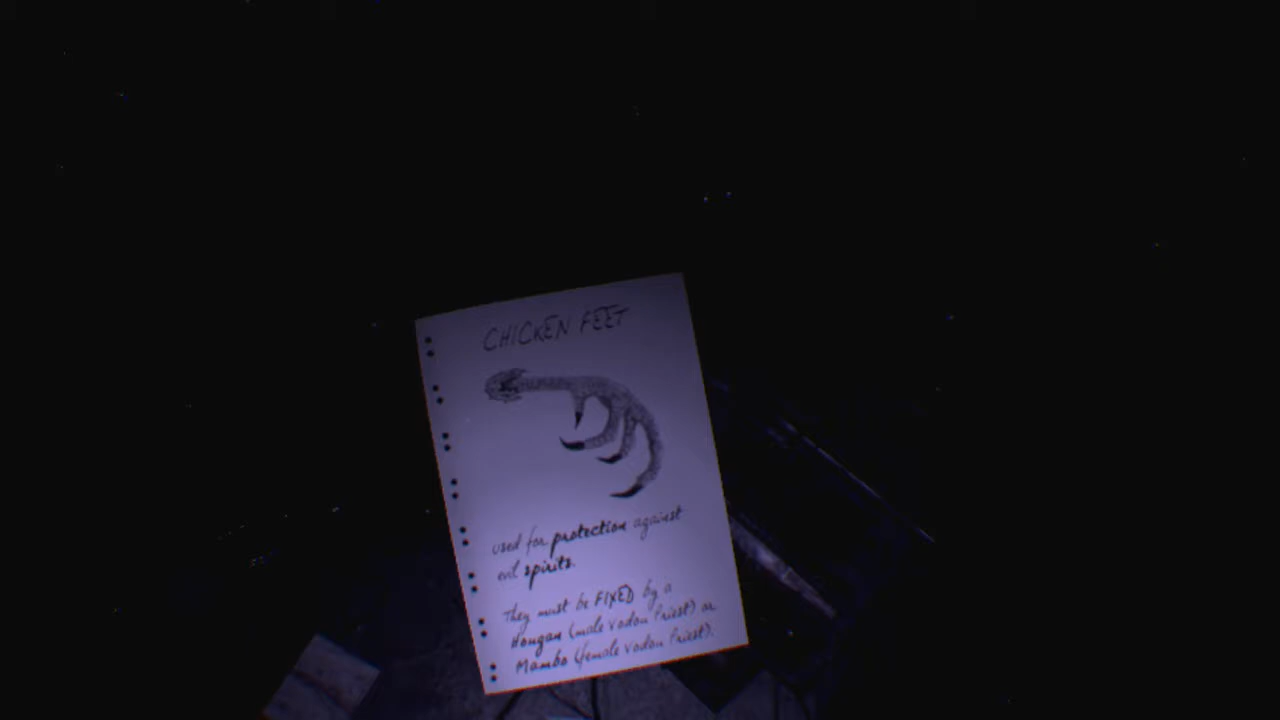 CHICKEN FEET
used for protection against
evil spirits.
They must be FIXED by a
Hougan (male vodou Priest) or
Mambo (female vodou Priest).